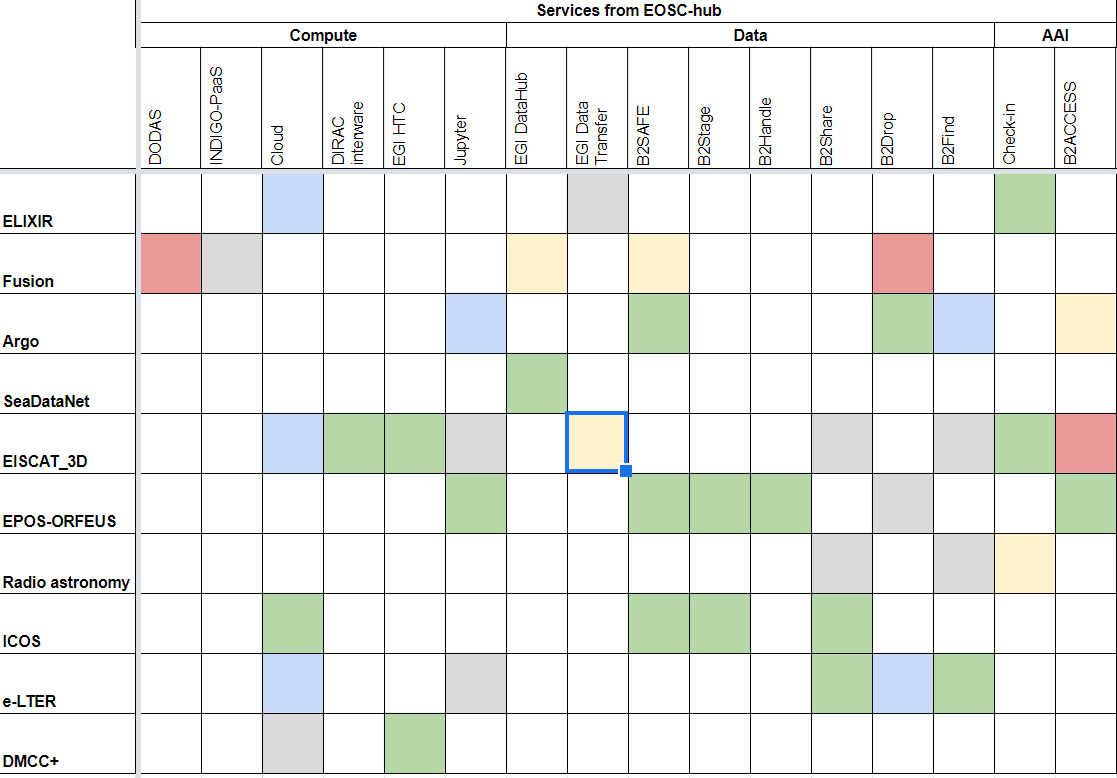 Services from EOSC-hub
Compute Data AAI
DODAS
INDIGO-PaaS
Cloud
DIRAC
interware
EGI HTC
Jupyter
EGI DataHub
EGI Data
Transfer
B2SAFE
B2Stage
B2Handle
B2Share
B2Drop
B2Find
Check-in
B2ACCESS
ELIXIR
Fusion
Argo
SeaDataNet
EISCAT_3D
EPOS-ORFEUS
Radio astronomy
ICOS
e-LTER
DMCC+